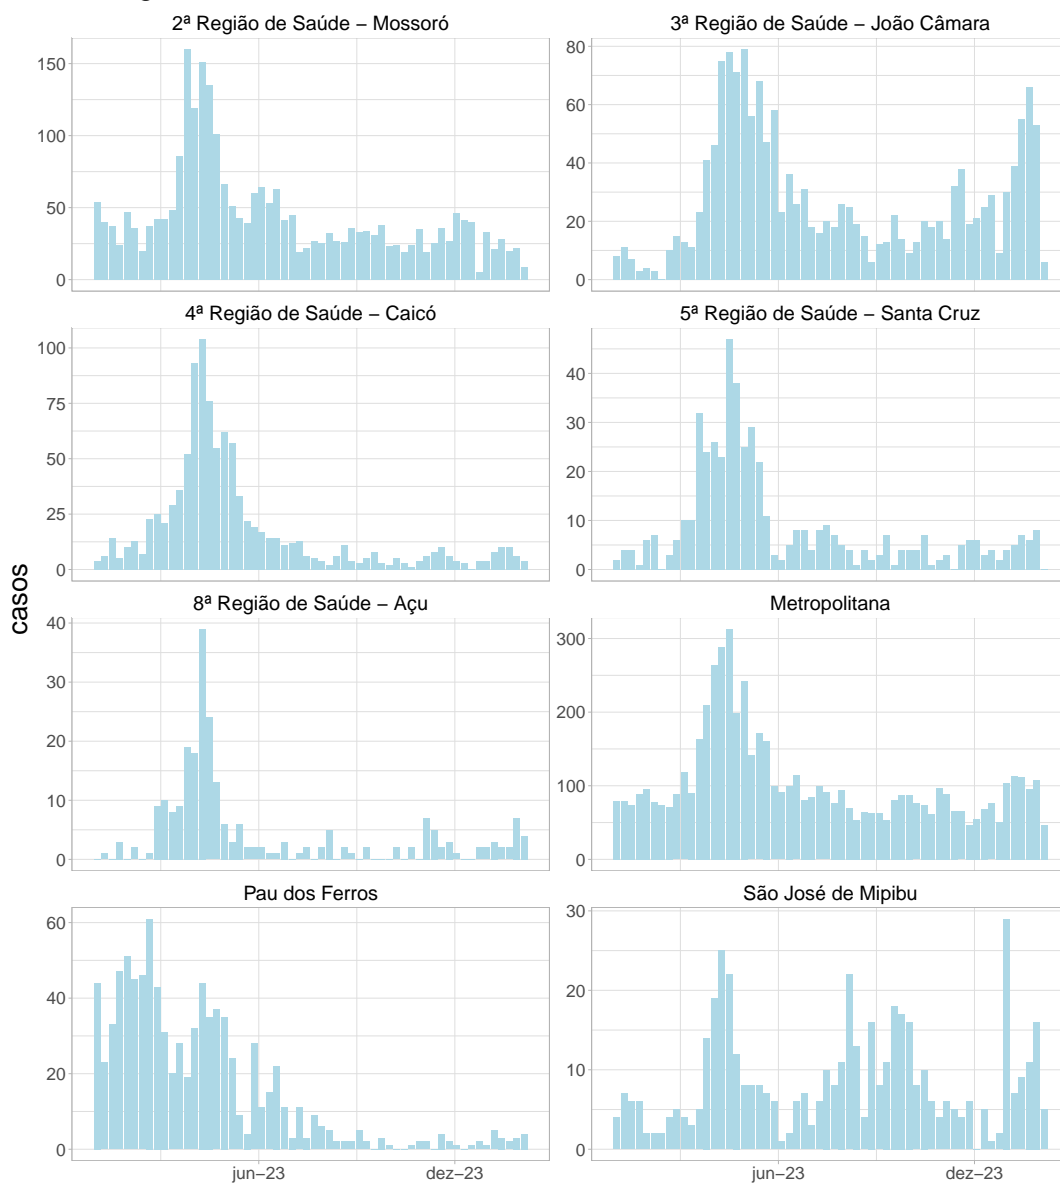 2ª Região de Saúde – Mossoró
3ª Região de Saúde – João Câmara
150
100
50
0
80
60
40
20
0
4ª Região de Saúde – Caicó
5ª Região de Saúde – Santa Cruz
100
75
50
25
0
40
30
20
10
0
casos
8ª Região de Saúde – Açu
Metropolitana
40
30
20
10
0
300
200
100
0
Pau dos Ferros
São José de Mipibu
60
40
20
0
30
20
10
0
jun–23
dez–23
jun–23
dez–23